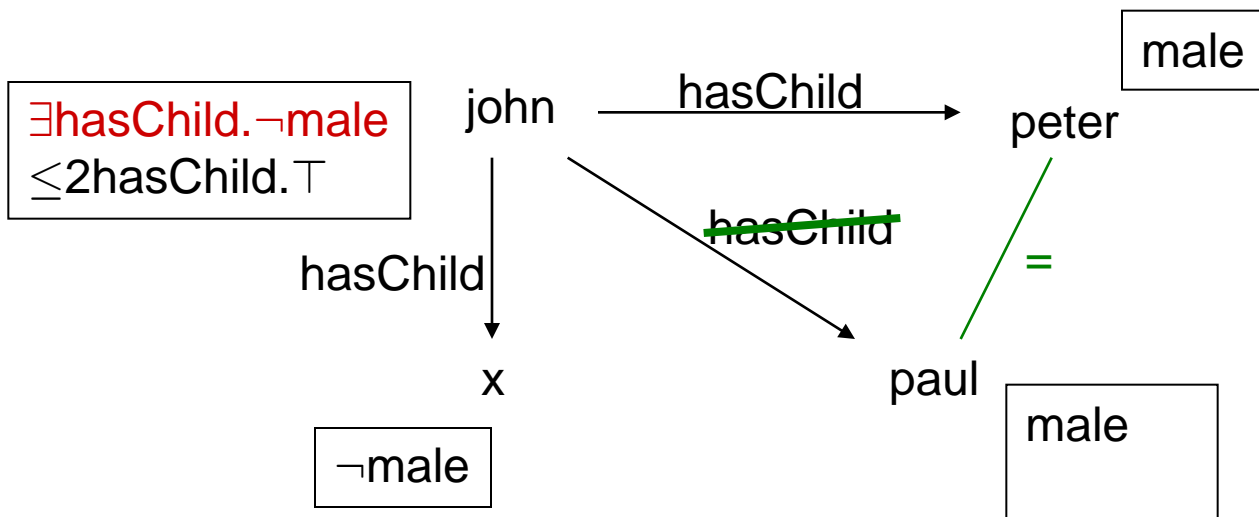 male
∃hasChild.¬male
≤2hasChild.⊤
john
hasChild
peter
hasChild
hasChild
=
x
paul
male
¬male